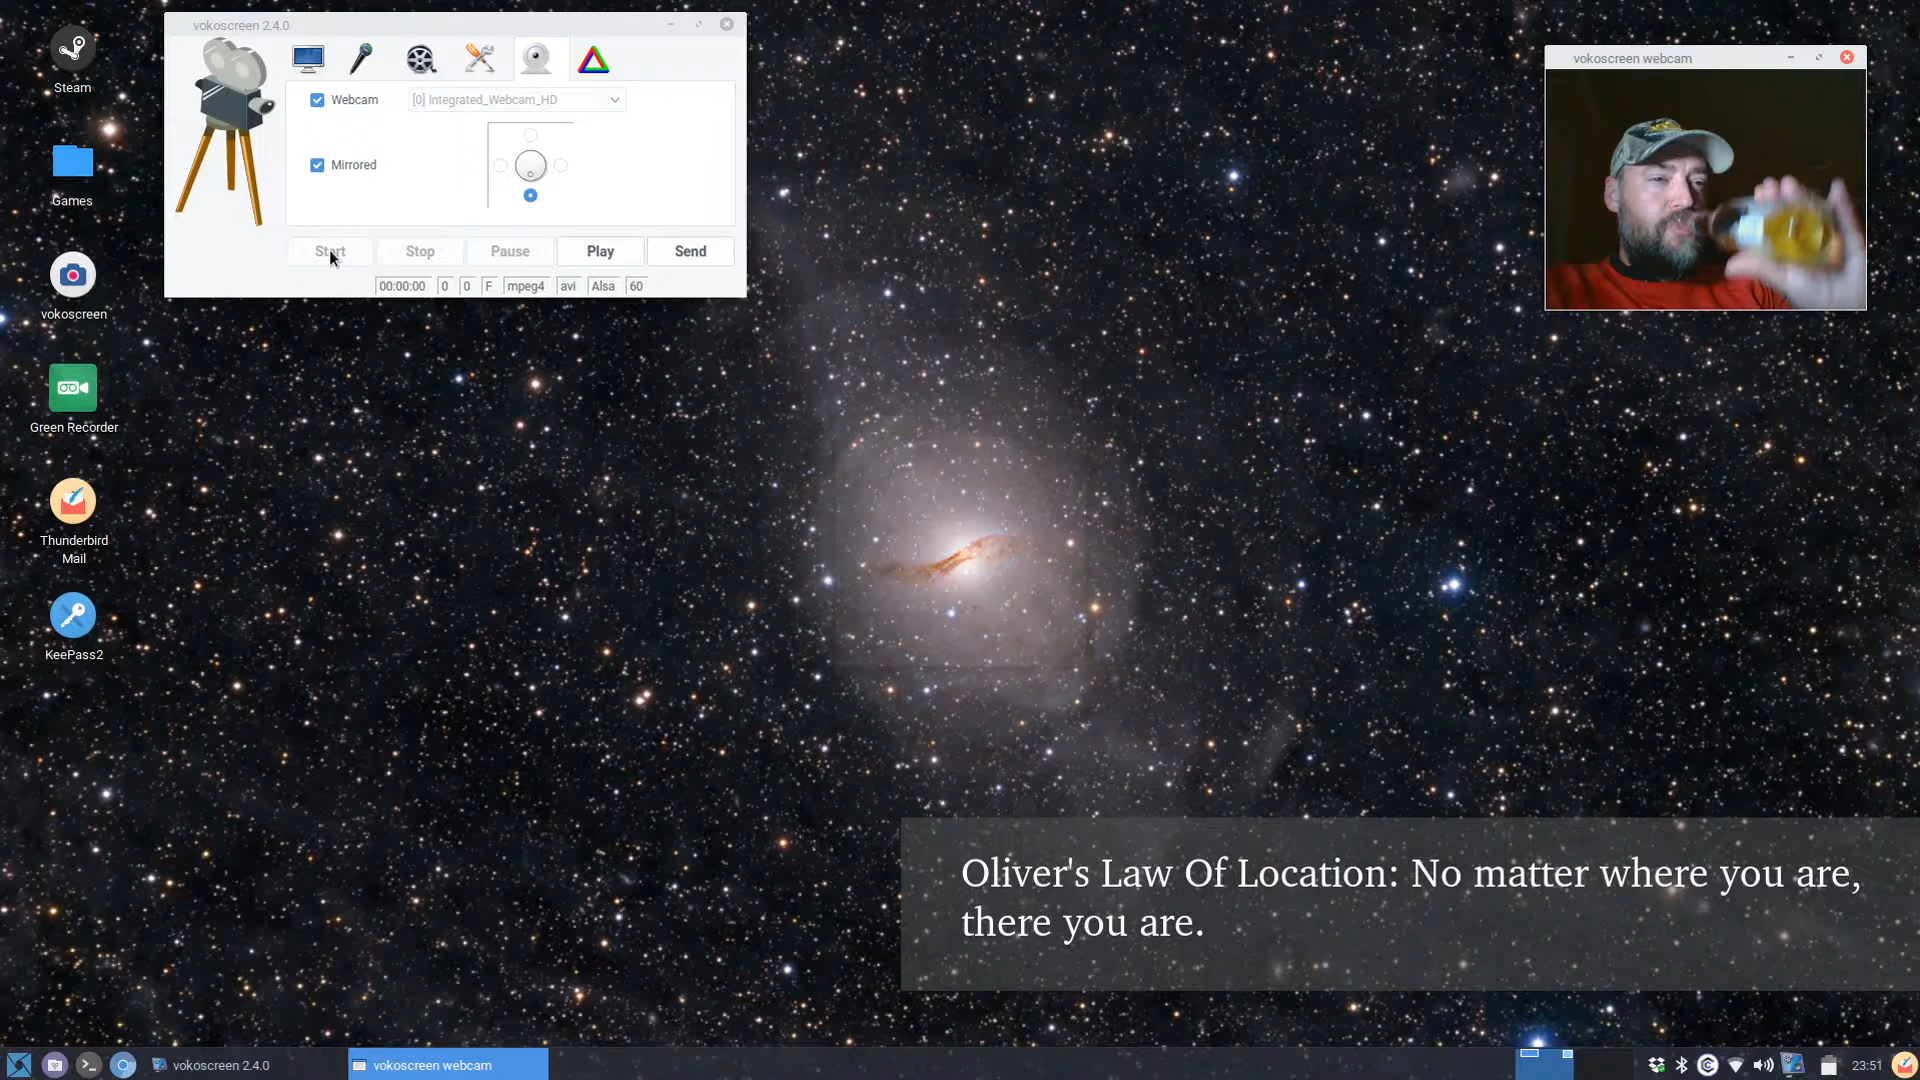 Steam
Games
vokoscreen
Green Recorder
Thunderbird
Mail
KeePass2
vokoscreen 2.4.0
Webcam
[0] Integrated_Webcam_HD
Mirrored
Start
Stop
Pause
Play
Send
00:00:00
0
0
F
mpeg4
avi
Alsa
60
vokoscreen webcam
Oliver's Law Of Location: No matter where you are,
there you are.
vokoscreen 2.4.0
vokoscreen webcam
23:51